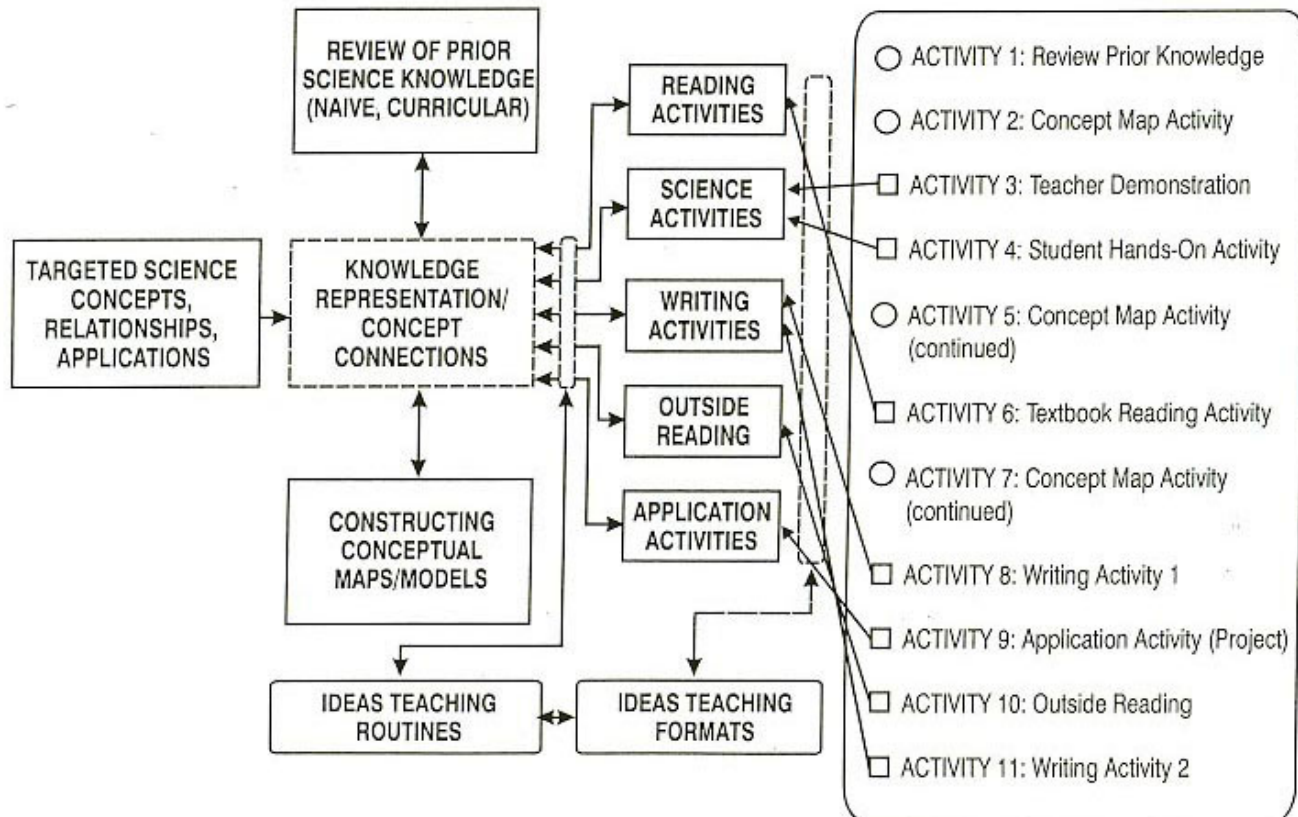 REVIEW OF PRIOR
SCIENCE KNOWLEDGE
(NAIVE, CURRICULAR)
TARGETED SCIENCE
CONCEPTS,
RELATIONSHIPS,
APPLICATIONS
KNOWLEDGE
REPRESENTATION/
CONCEPT
CONNECTIONS
CONSTRUCTING
CONCEPTUAL
MAPS/MODELS
IDEAS TEACHING
ROUTINES
IDEAS TEACHING
FORMATS
READING
ACTIVITIES
SCIENCE
ACTIVITIES
WRITING
ACTIVITIES
OUTSIDE
READING
APPLICATION
ACTIVITIES
ACTIVITY 1: Review Prior Knowledge
ACTIVITY 2: Concept Map Activity
ACTIVITY 3: Teacher Demonstration
ACTIVITY 4: Student Hands-On Activity
ACTIVITY 5: Concept Map Activity
(continued)
ACTIVITY 6: Textbook Reading Activity
ACTIVITY 7: Concept Map Activity
(continued)
ACTIVITY 8: Writing Activity 1
ACTIVITY 9: Application Activity (Project)
ACTIVITY 10: Outside Reading
ACTIVITY 11: Writing Activity 2